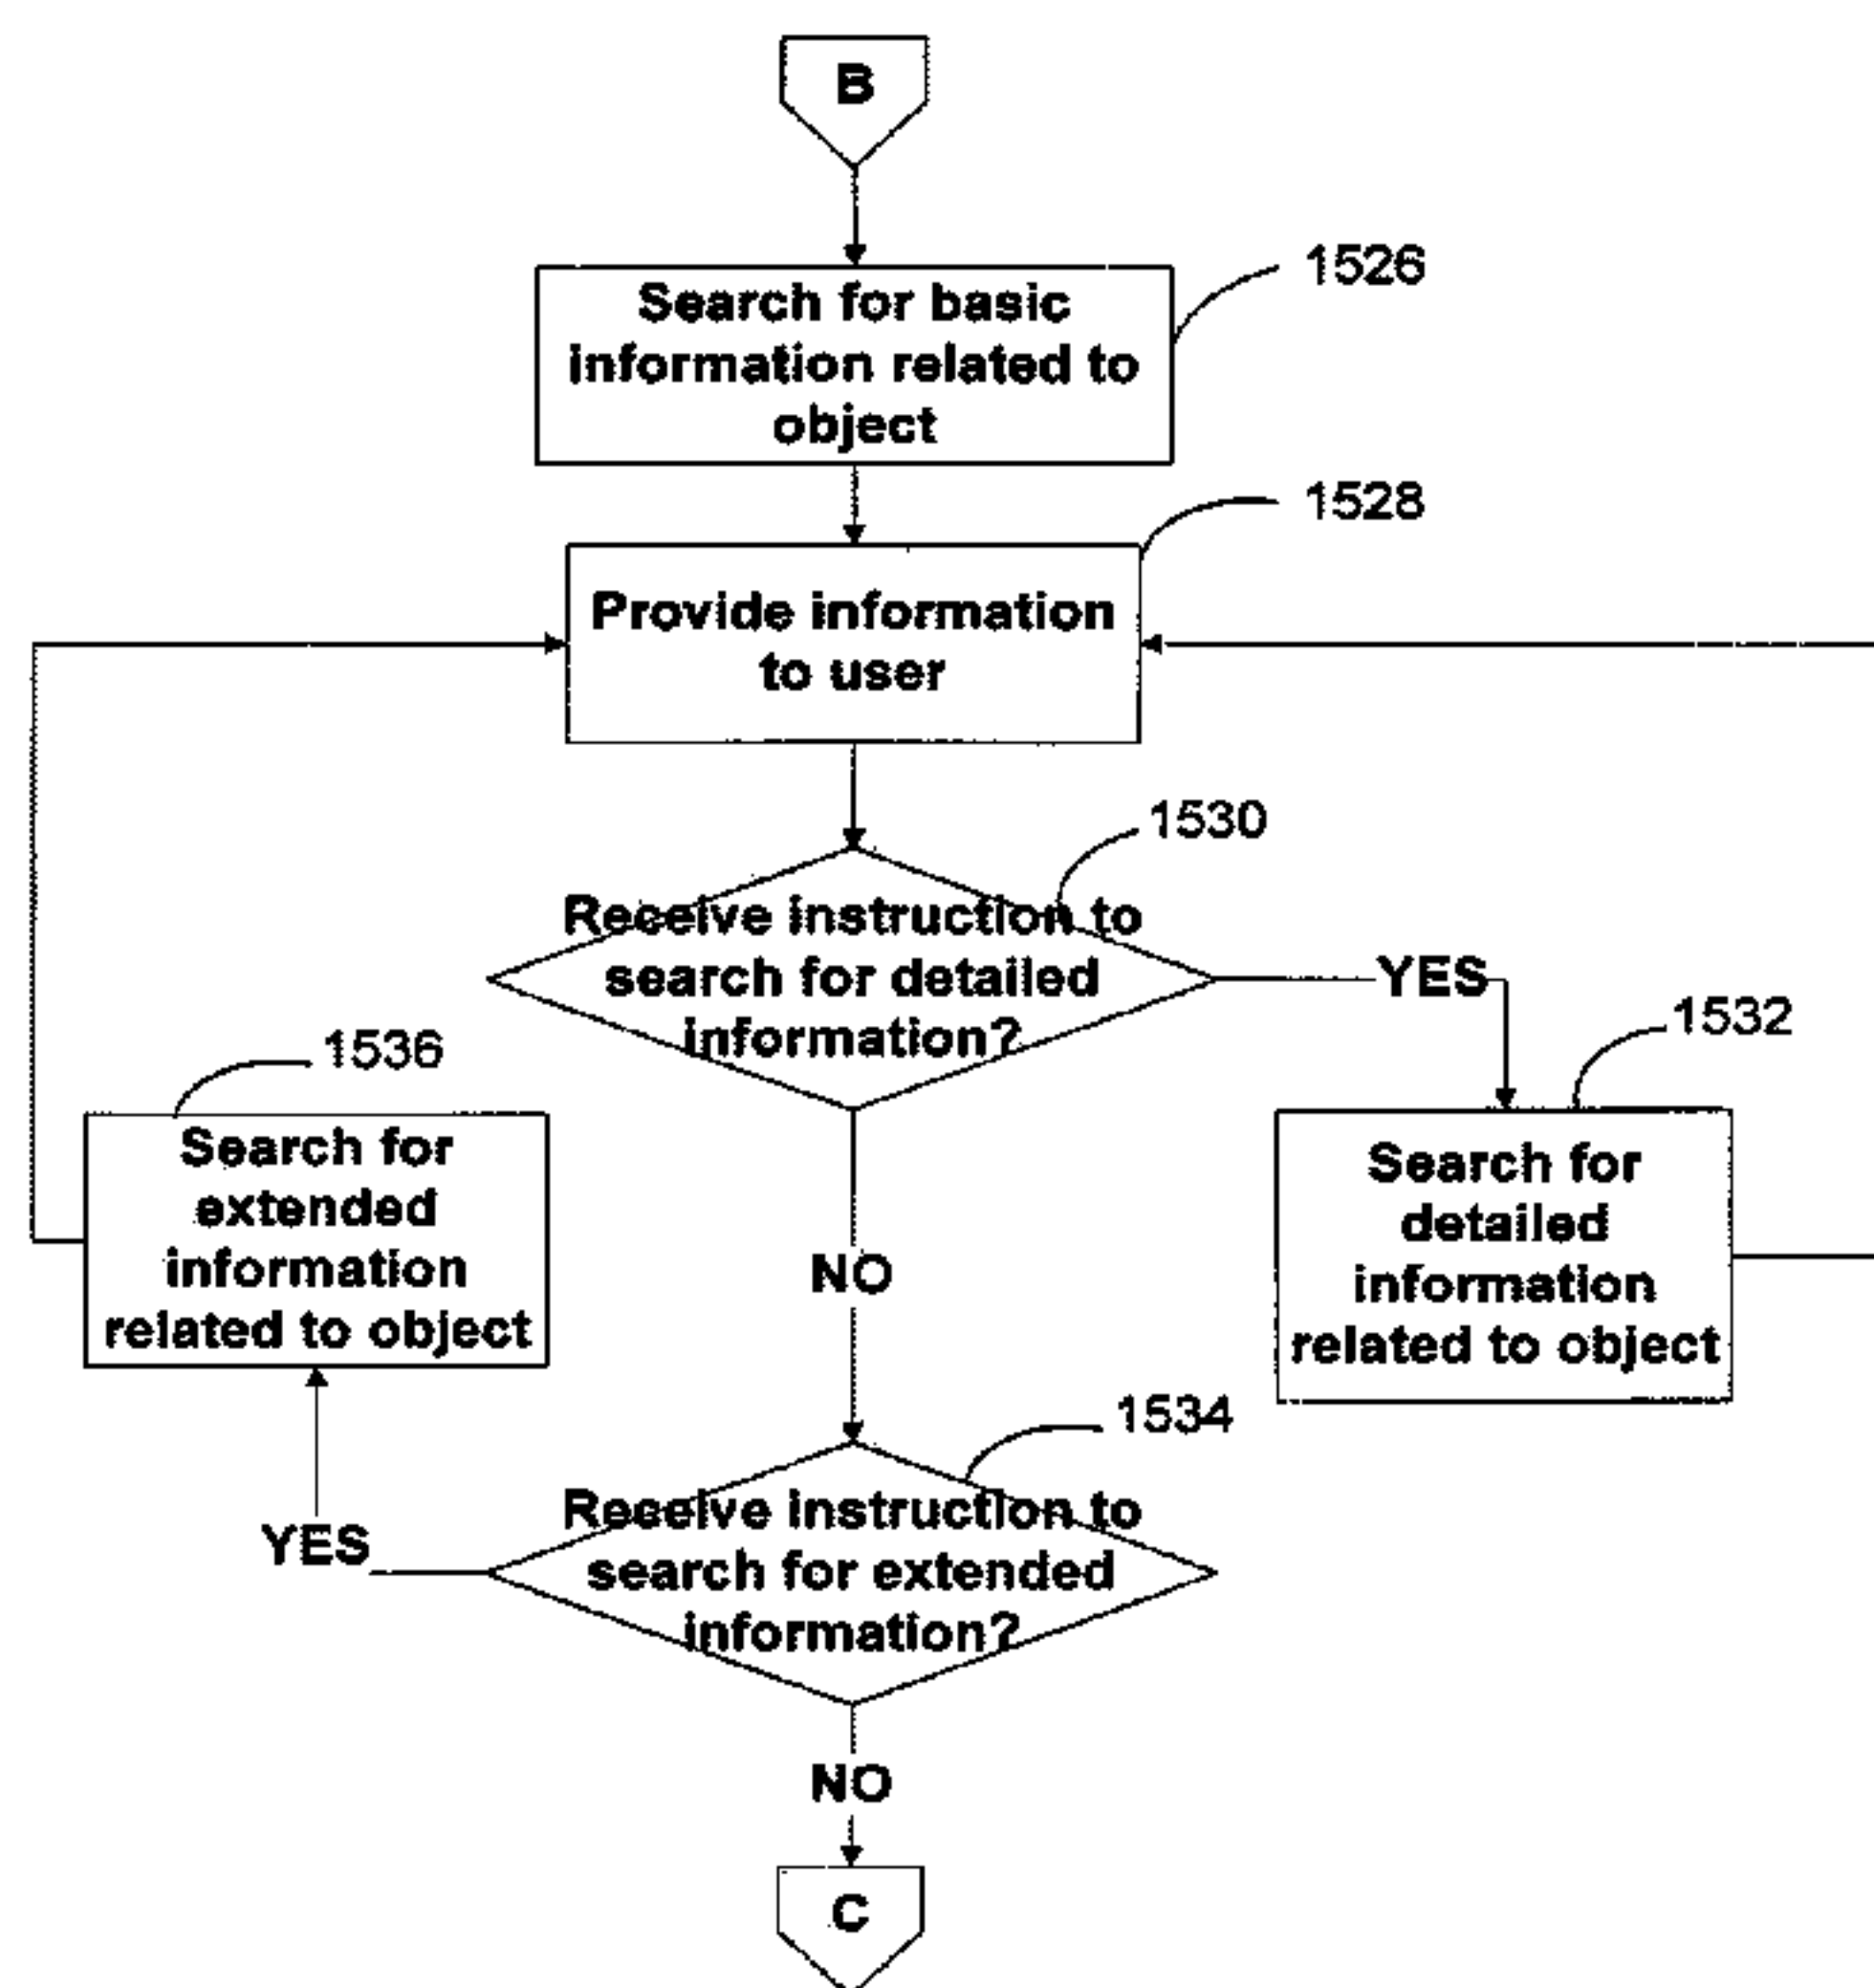 B
1526
Search for basic
information related to
object
1528
Provide information
to user
1530
Receive instruction to
search for detailed
information?
YES
1532
1536
Search for
extended
information
related to object
Search for
detailed
information
related to object
NO
1534
Receive instruction to
search for extended
information?
YES
NO
C